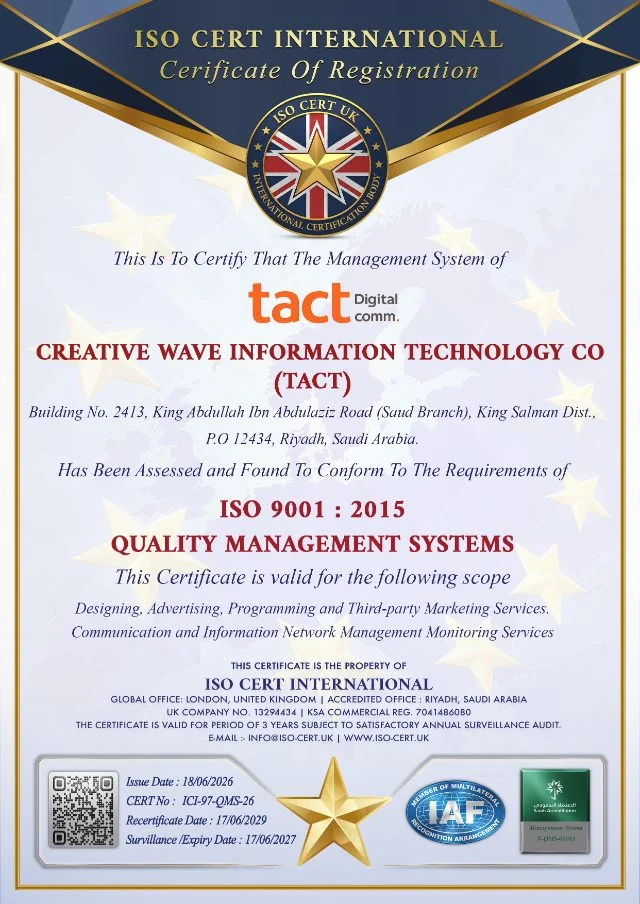 ISO CERT INTERNATIONAL
Cerificate Of Registration
ISO CERT UK
INTERNATIONAL CERTIFICATION BODY
This Is To Certify That The Management System of
tact Digital
comm.
CREATIVE WAVE INFORMATION TECHNOLOGY CO
(TACT)
Building No. 2413, King Abdullah Ibn Abdulaziz Road (Saud Branch), King Salman Dist.,
P.O 12434, Riyadh, Saudi Arabia.
Has Been Assessed and Found To Conform To The Requirements of
ISO 9001 : 2015
QUALITY MANAGEMENT SYSTEMS
This Certificate is valid for the following scope
Designing, Advertising, Programming and Third-party Marketing Services.
Communication and Information Network Management Monitoring Services
THIS CERTIFICATE IS THE PROPERTY OF
ISO CERT INTERNATIONAL
GLOBAL OFFICE: LONDON, UNITED KINGDOM | ACCREDITED OFFICE : RIYADH, SAUDI ARABIA
UK COMPANY NO. 13294434 | KSA COMMERCIAL REG. 7041486080
THE CERTIFICATE IS VALID FOR PERIOD OF 3 YEARS SUBJECT TO SATISFACTORY ANNUAL SURVEILLANCE AUDIT.
E-MAIL :- INFO@ISO-CERT.UK | WWW.ISO-CERT.UK
Issue Date : 18/06/2026
CERT No : ICI-97-QMS-26
Recertificate Date : 17/06/2029
Survillance /Expiry Date : 17/06/2027
MEMBER OF MULTILATERAL
IAF
RECOGNITION ARRANGEMENT
الاعتماد السعودي
Saudi Accreditation
Management System